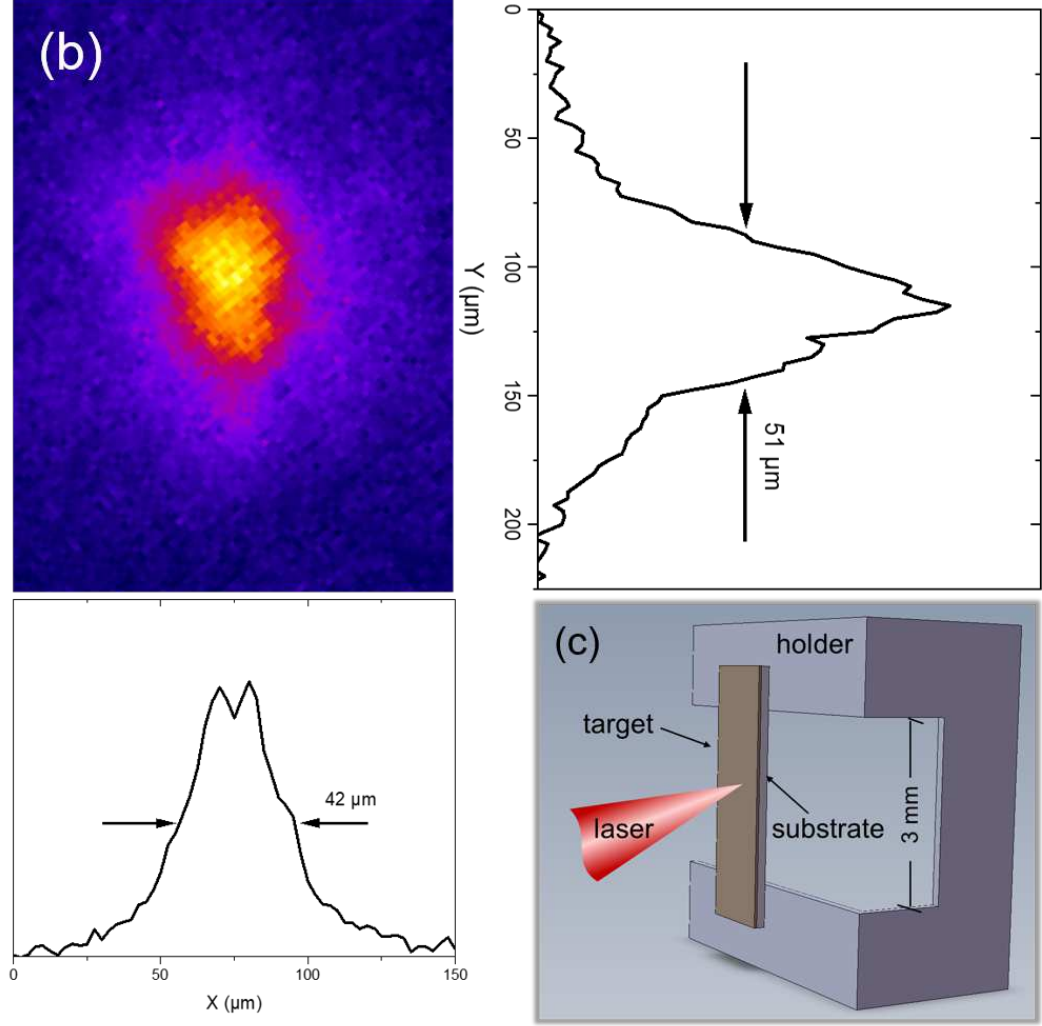 (b)
0
50
100
150
200
Y (µm)
51 µm
42 µm
0
50
100
150
X (µm)
(c)
holder
target
laser
substrate
3 mm